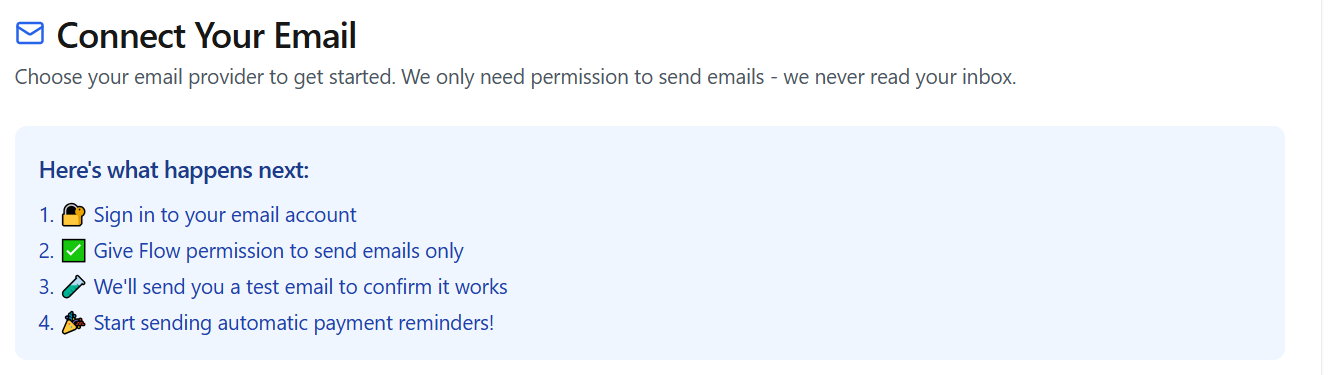 Connect Your Email
Choose your email provider to get started. We only need permission to send emails - we never read your inbox.
Here's what happens next:
1. 🔐 Sign in to your email account
2. ✅ Give Flow permission to send emails only
3. 🧪 We'll send you a test email to confirm it works
4. 🎉 Start sending automatic payment reminders!